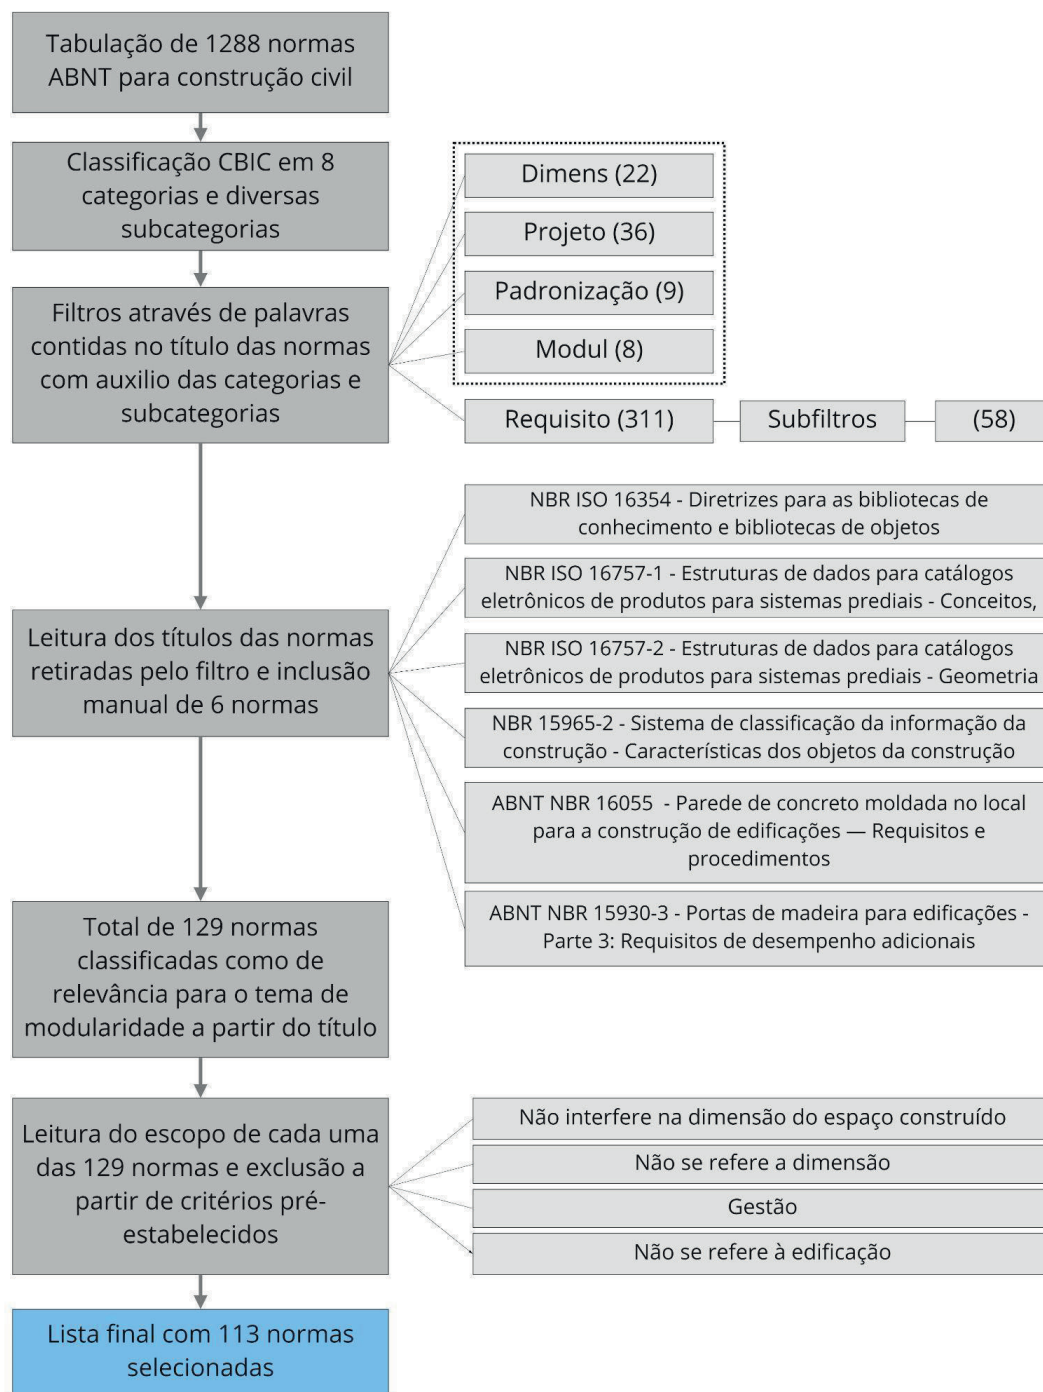 Tabulação de 1288 normas
ABNT para construção civil
Classificação CBIC em 8
categorias e diversas
subcategorias
Filtros através de palavras
contidas no título das normas
com auxilio das categorias e
subcategorias
Dimens (22)
Projeto (36)
Padronização (9)
Modul (8)
Requisito (311)
Subfiltros
(58)
Leitura dos títulos das normas
retiradas pelo filtro e inclusão
manual de 6 normas
NBR ISO 16354 - Diretrizes para as bibliotecas de
conhecimento e bibliotecas de objetos
NBR ISO 16757-1 - Estruturas de dados para catálogos
eletrônicos de produtos para sistemas prediais - Conceitos,
NBR ISO 16757-2 - Estruturas de dados para catálogos
eletrônicos de produtos para sistemas prediais - Geometria
NBR 15965-2 - Sistema de classificação da informação da
construção - Características dos objetos da construção
ABNT NBR 16055  - Parede de concreto moldada no local
para a construção de edificações — Requisitos e
procedimentos
ABNT NBR 15930-3 - Portas de madeira para edificações -
Parte 3: Requisitos de desempenho adicionais
Total de 129 normas
classificadas como de
relevância para o tema de
modularidade a partir do título
Leitura do escopo de cada uma
das 129 normas e exclusão a
partir de critérios pré-
estabelecidos
Não interfere na dimensão do espaço construído
Não se refere a dimensão
Gestão
Não se refere à edificação
Lista final com 113 normas
selecionadas